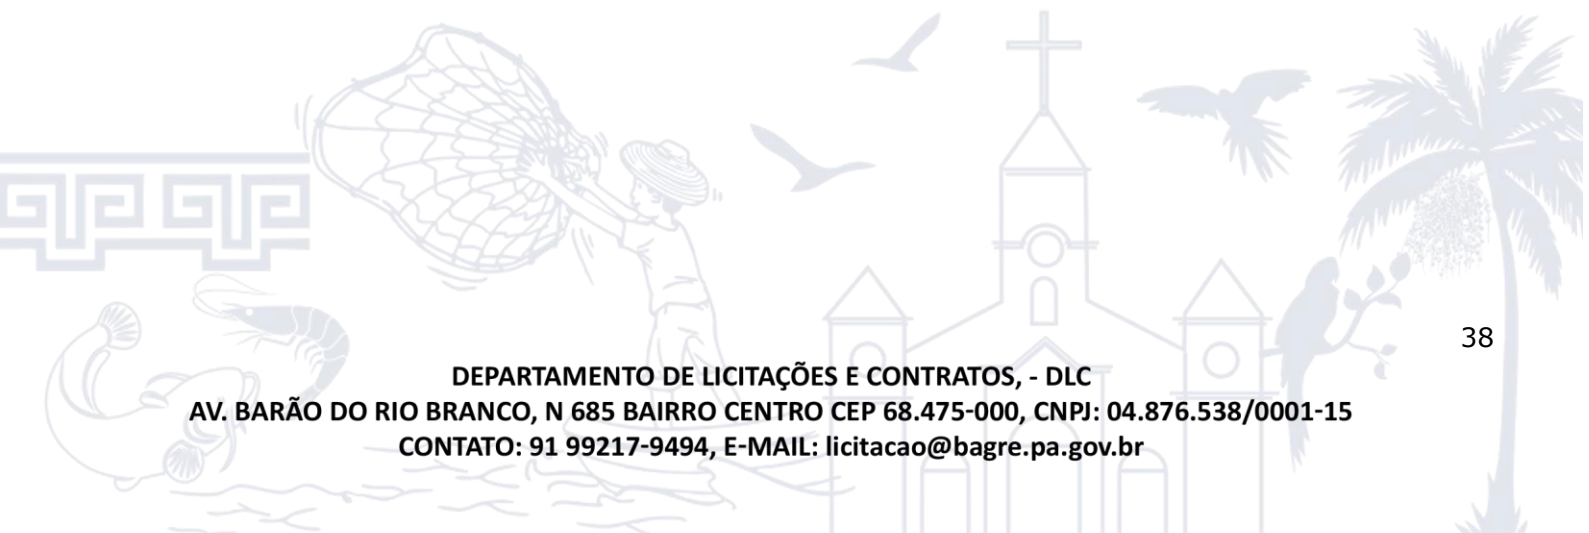 38
DEPARTAMENTO DE LICITAÇÕES E CONTRATOS, - DLC
AV. BARÃO DO RIO BRANCO, N 685 BAIRRO CENTRO CEP 68.475-000, CNPJ: 04.876.538/0001-15
CONTATO: 91 99217-9494, E-MAIL: licitacao@bagre.pa.gov.br